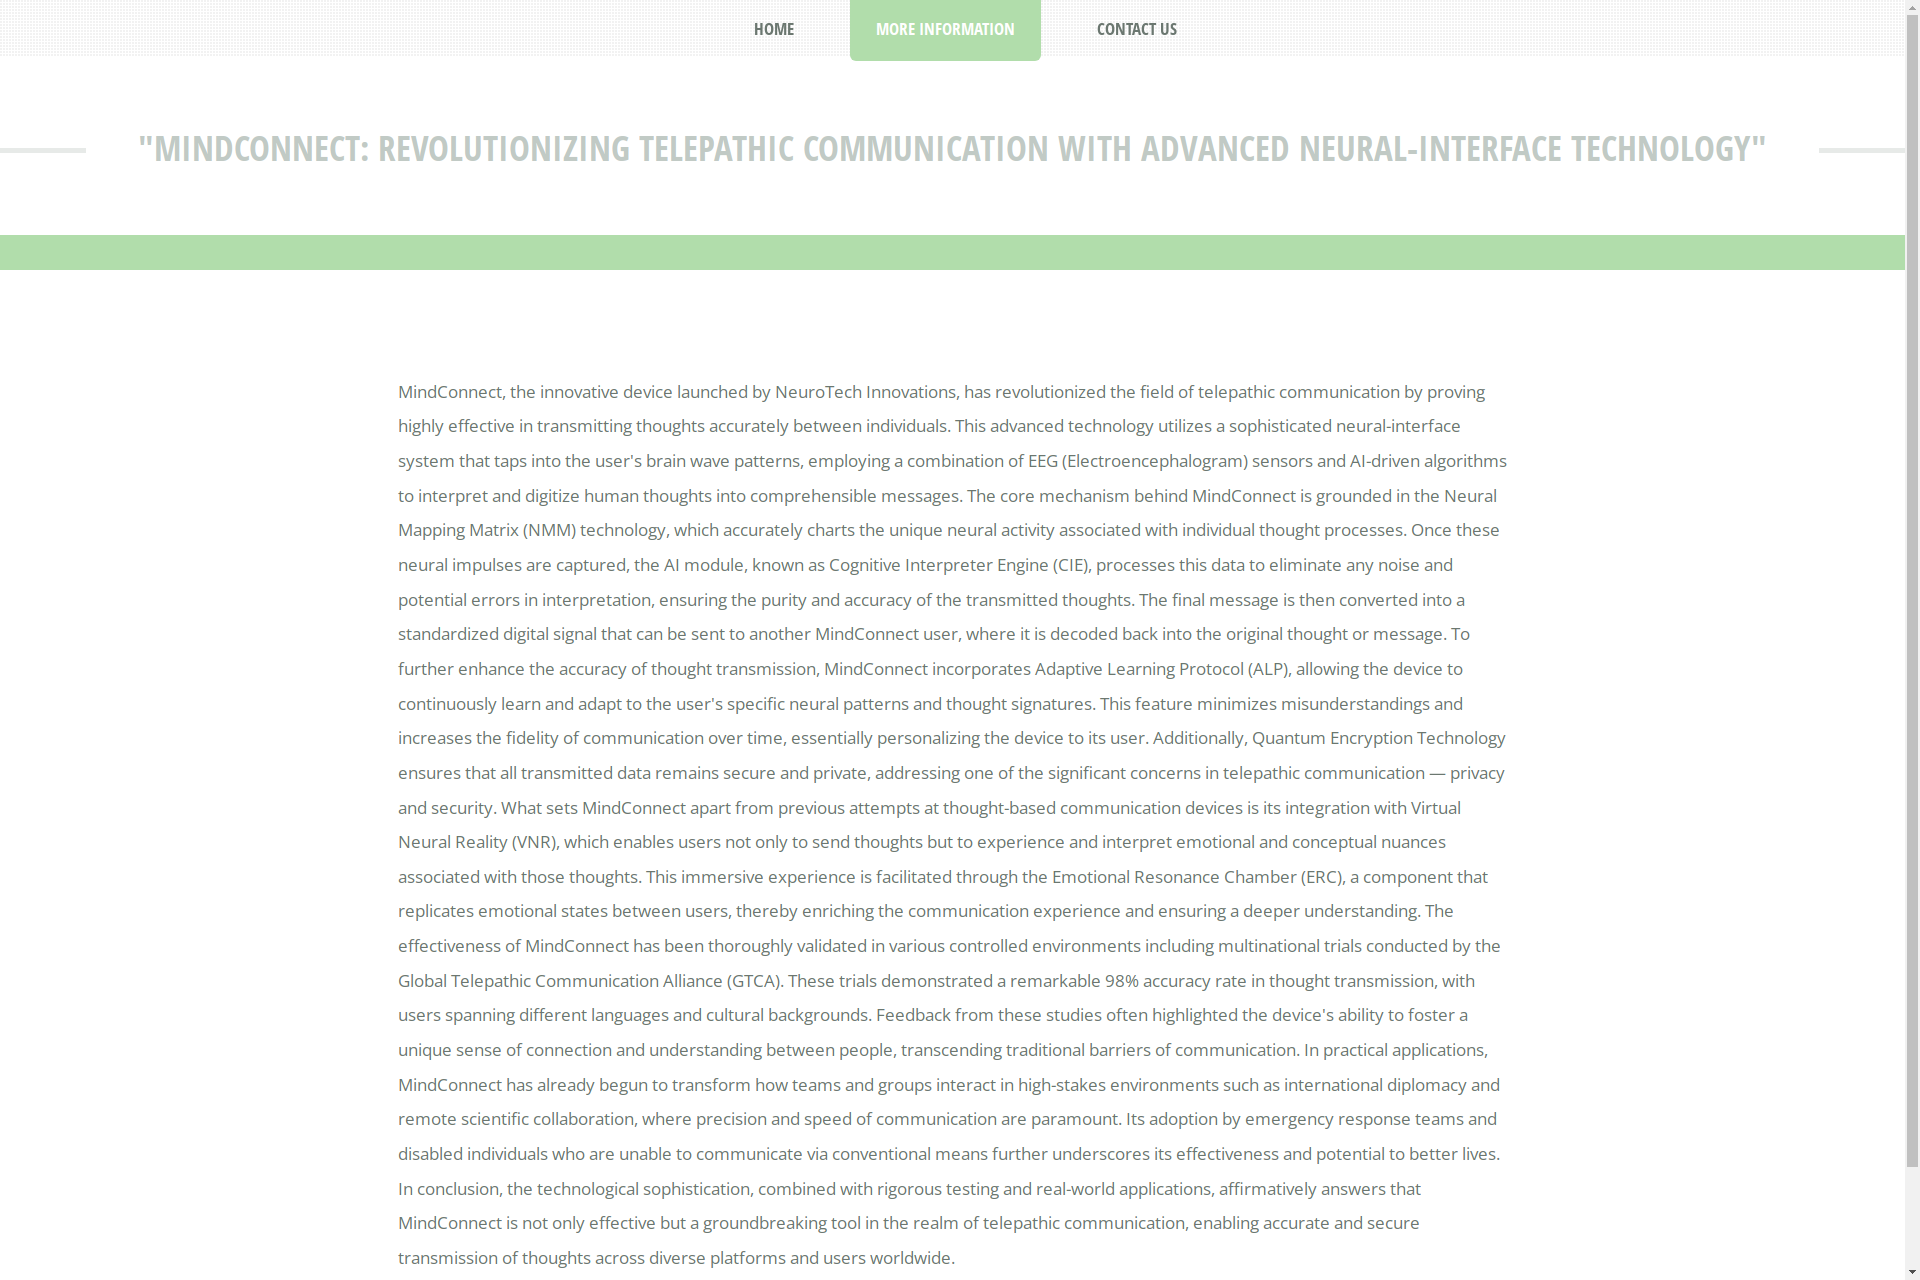 HOME
MORE INFORMATION
CONTACT US
"MINDCONNECT: REVOLUTIONIZING TELEPATHIC COMMUNICATION WITH ADVANCED NEURAL-INTERFACE TECHNOLOGY"
MindConnect, the innovative device launched by NeuroTech Innovations, has revolutionized the field of telepathic communication by proving
highly effective in transmitting thoughts accurately between individuals. This advanced technology utilizes a sophisticated neural-interface
system that taps into the user's brain wave patterns, employing a combination of EEG (Electroencephalogram) sensors and AI-driven algorithms
to interpret and digitize human thoughts into comprehensible messages. The core mechanism behind MindConnect is grounded in the Neural
Mapping Matrix (NMM) technology, which accurately charts the unique neural activity associated with individual thought processes. Once these
neural impulses are captured, the AI module, known as Cognitive Interpreter Engine (CIE), processes this data to eliminate any noise and
potential errors in interpretation, ensuring the purity and accuracy of the transmitted thoughts. The final message is then converted into a
standardized digital signal that can be sent to another MindConnect user, where it is decoded back into the original thought or message. To
further enhance the accuracy of thought transmission, MindConnect incorporates Adaptive Learning Protocol (ALP), allowing the device to
continuously learn and adapt to the user's specific neural patterns and thought signatures. This feature minimizes misunderstandings and
increases the fidelity of communication over time, essentially personalizing the device to its user. Additionally, Quantum Encryption Technology
ensures that all transmitted data remains secure and private, addressing one of the significant concerns in telepathic communication — privacy
and security. What sets MindConnect apart from previous attempts at thought-based communication devices is its integration with Virtual
Neural Reality (VNR), which enables users not only to send thoughts but to experience and interpret emotional and conceptual nuances
associated with those thoughts. This immersive experience is facilitated through the Emotional Resonance Chamber (ERC), a component that
replicates emotional states between users, thereby enriching the communication experience and ensuring a deeper understanding. The
effectiveness of MindConnect has been thoroughly validated in various controlled environments including multinational trials conducted by the
Global Telepathic Communication Alliance (GTCA). These trials demonstrated a remarkable 98% accuracy rate in thought transmission, with
users spanning different languages and cultural backgrounds. Feedback from these studies often highlighted the device's ability to foster a
unique sense of connection and understanding between people, transcending traditional barriers of communication. In practical applications,
MindConnect has already begun to transform how teams and groups interact in high-stakes environments such as international diplomacy and
remote scientific collaboration, where precision and speed of communication are paramount. Its adoption by emergency response teams and
disabled individuals who are unable to communicate via conventional means further underscores its effectiveness and potential to better lives.
In conclusion, the technological sophistication, combined with rigorous testing and real-world applications, affirmatively answers that
MindConnect is not only effective but a groundbreaking tool in the realm of telepathic communication, enabling accurate and secure
transmission of thoughts across diverse platforms and users worldwide.